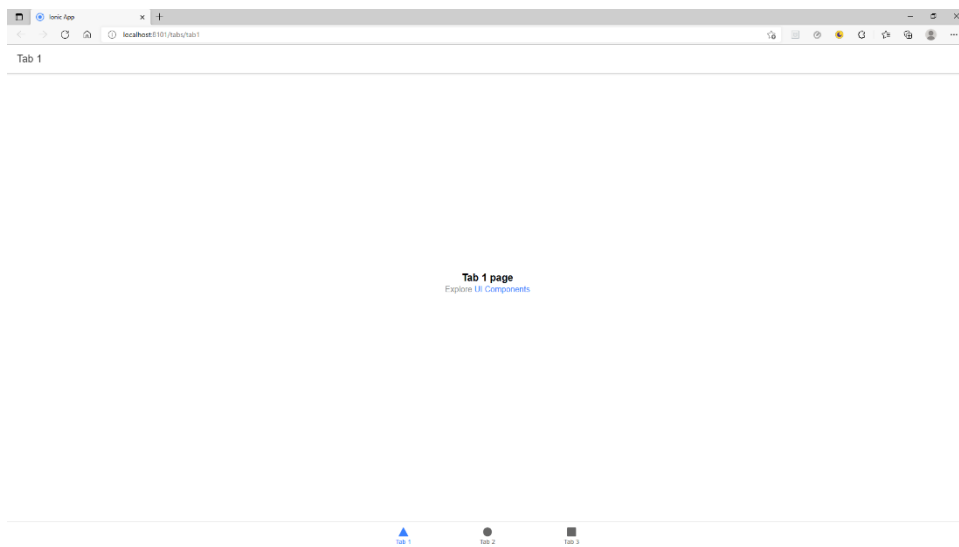 Ionic App
localhost:8101/tabs/tab1
Tab 1
Tab 1 page
Explore UI Components
Tab 1 Tab 2 Tab 3